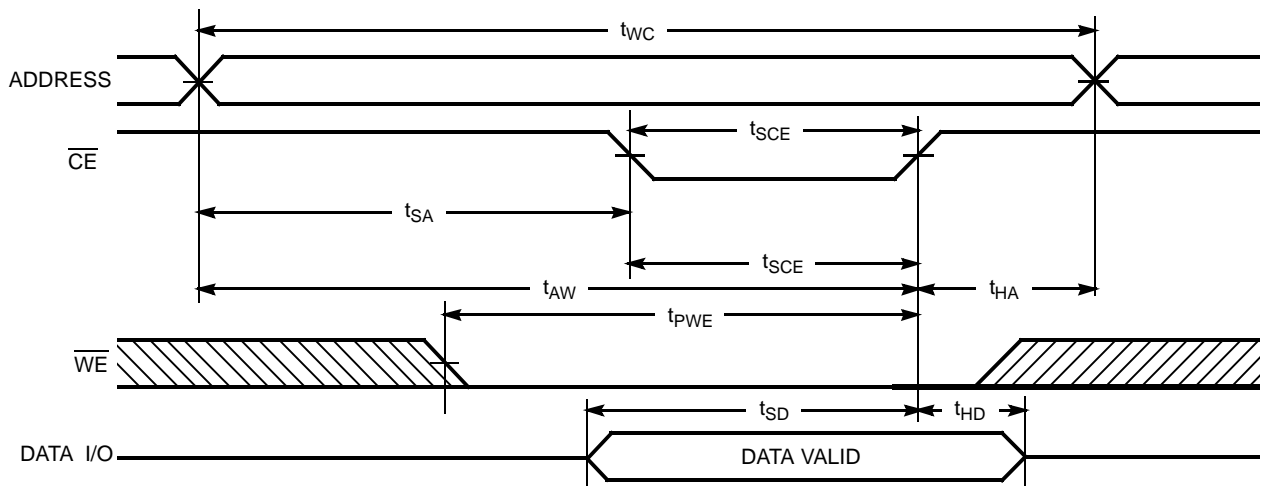 tWC
ADDRESS
tSCE
CE
tSA
tSCE
tAW
tHA
tPWE
WE
tSD
tHD
DATA I/O
DATA VALID